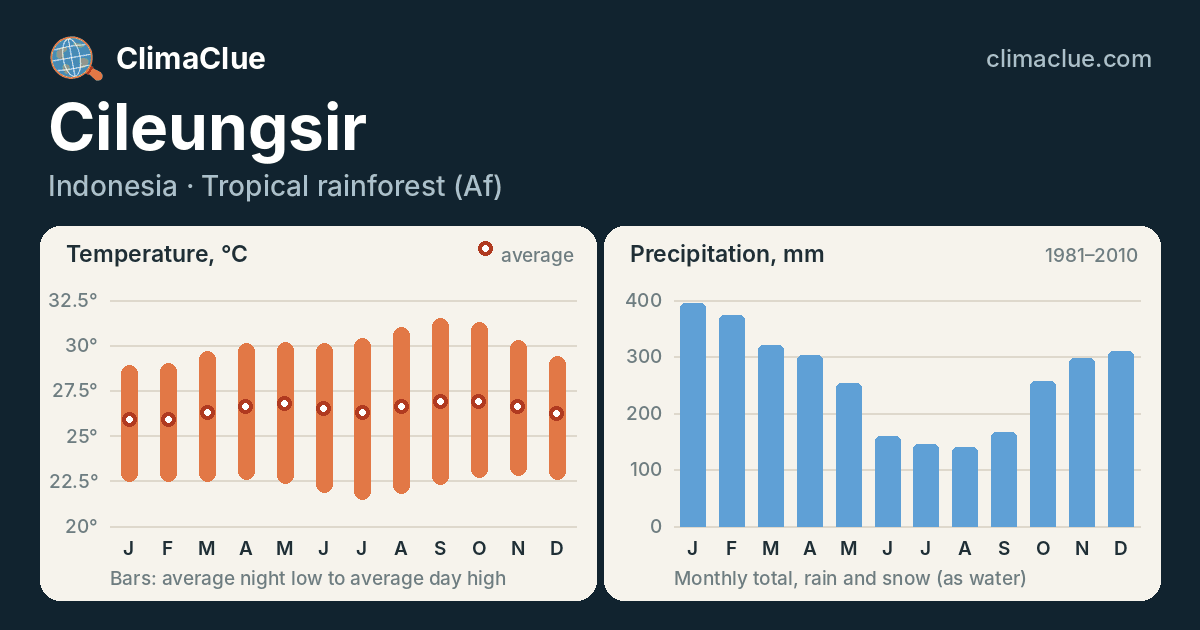 ClimaClue
climaclue.com
Cileungsir
Indonesia · Tropical rainforest (Af)
Temperature, °C
average
32.5°
30°
27.5°
25°
22.5°
20°
J F M A M J J A S O N D
Bars: average night low to average day high
Precipitation, mm
1981–2010
400
300
200
100
0
J F M A M J J A S O N D
Monthly total, rain and snow (as water)